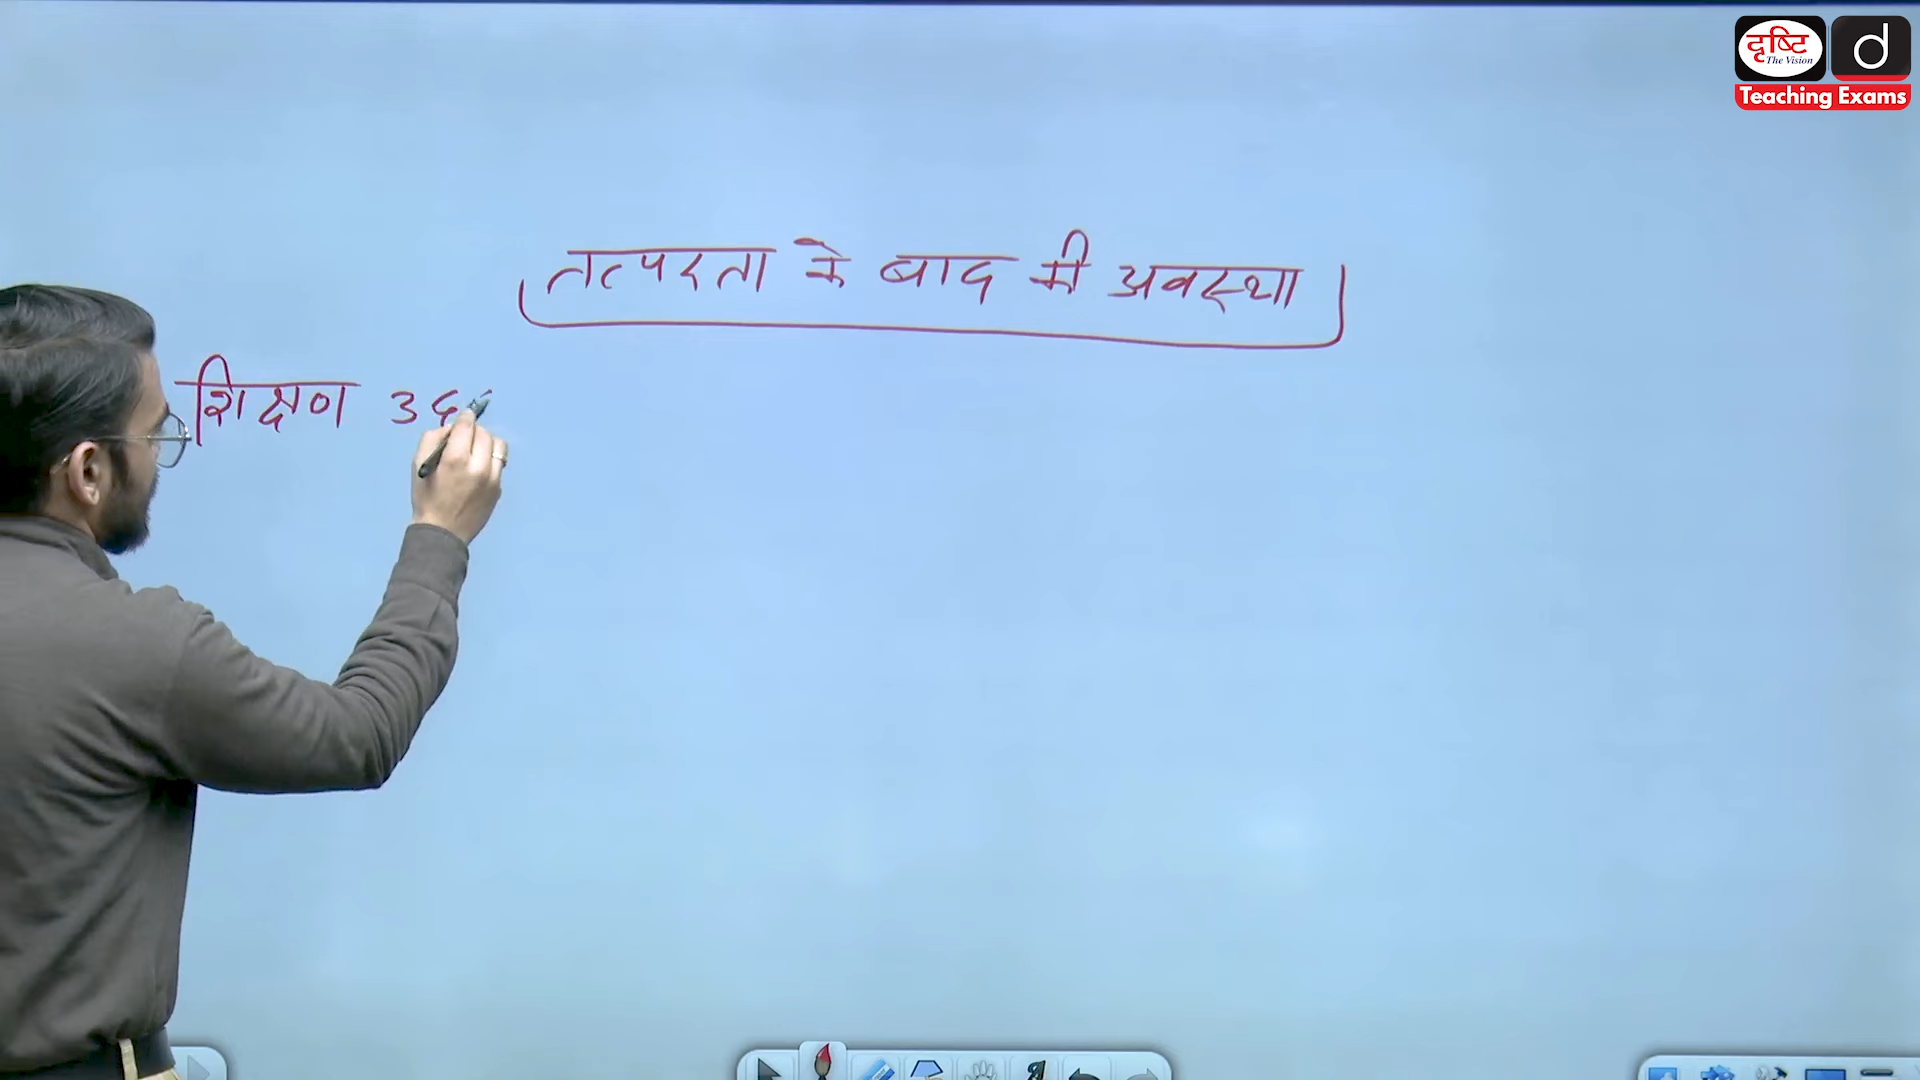 दृष्टि
The Vision
d
Teaching Exams
तत्परता के बाद की अवस्था
शिक्षण